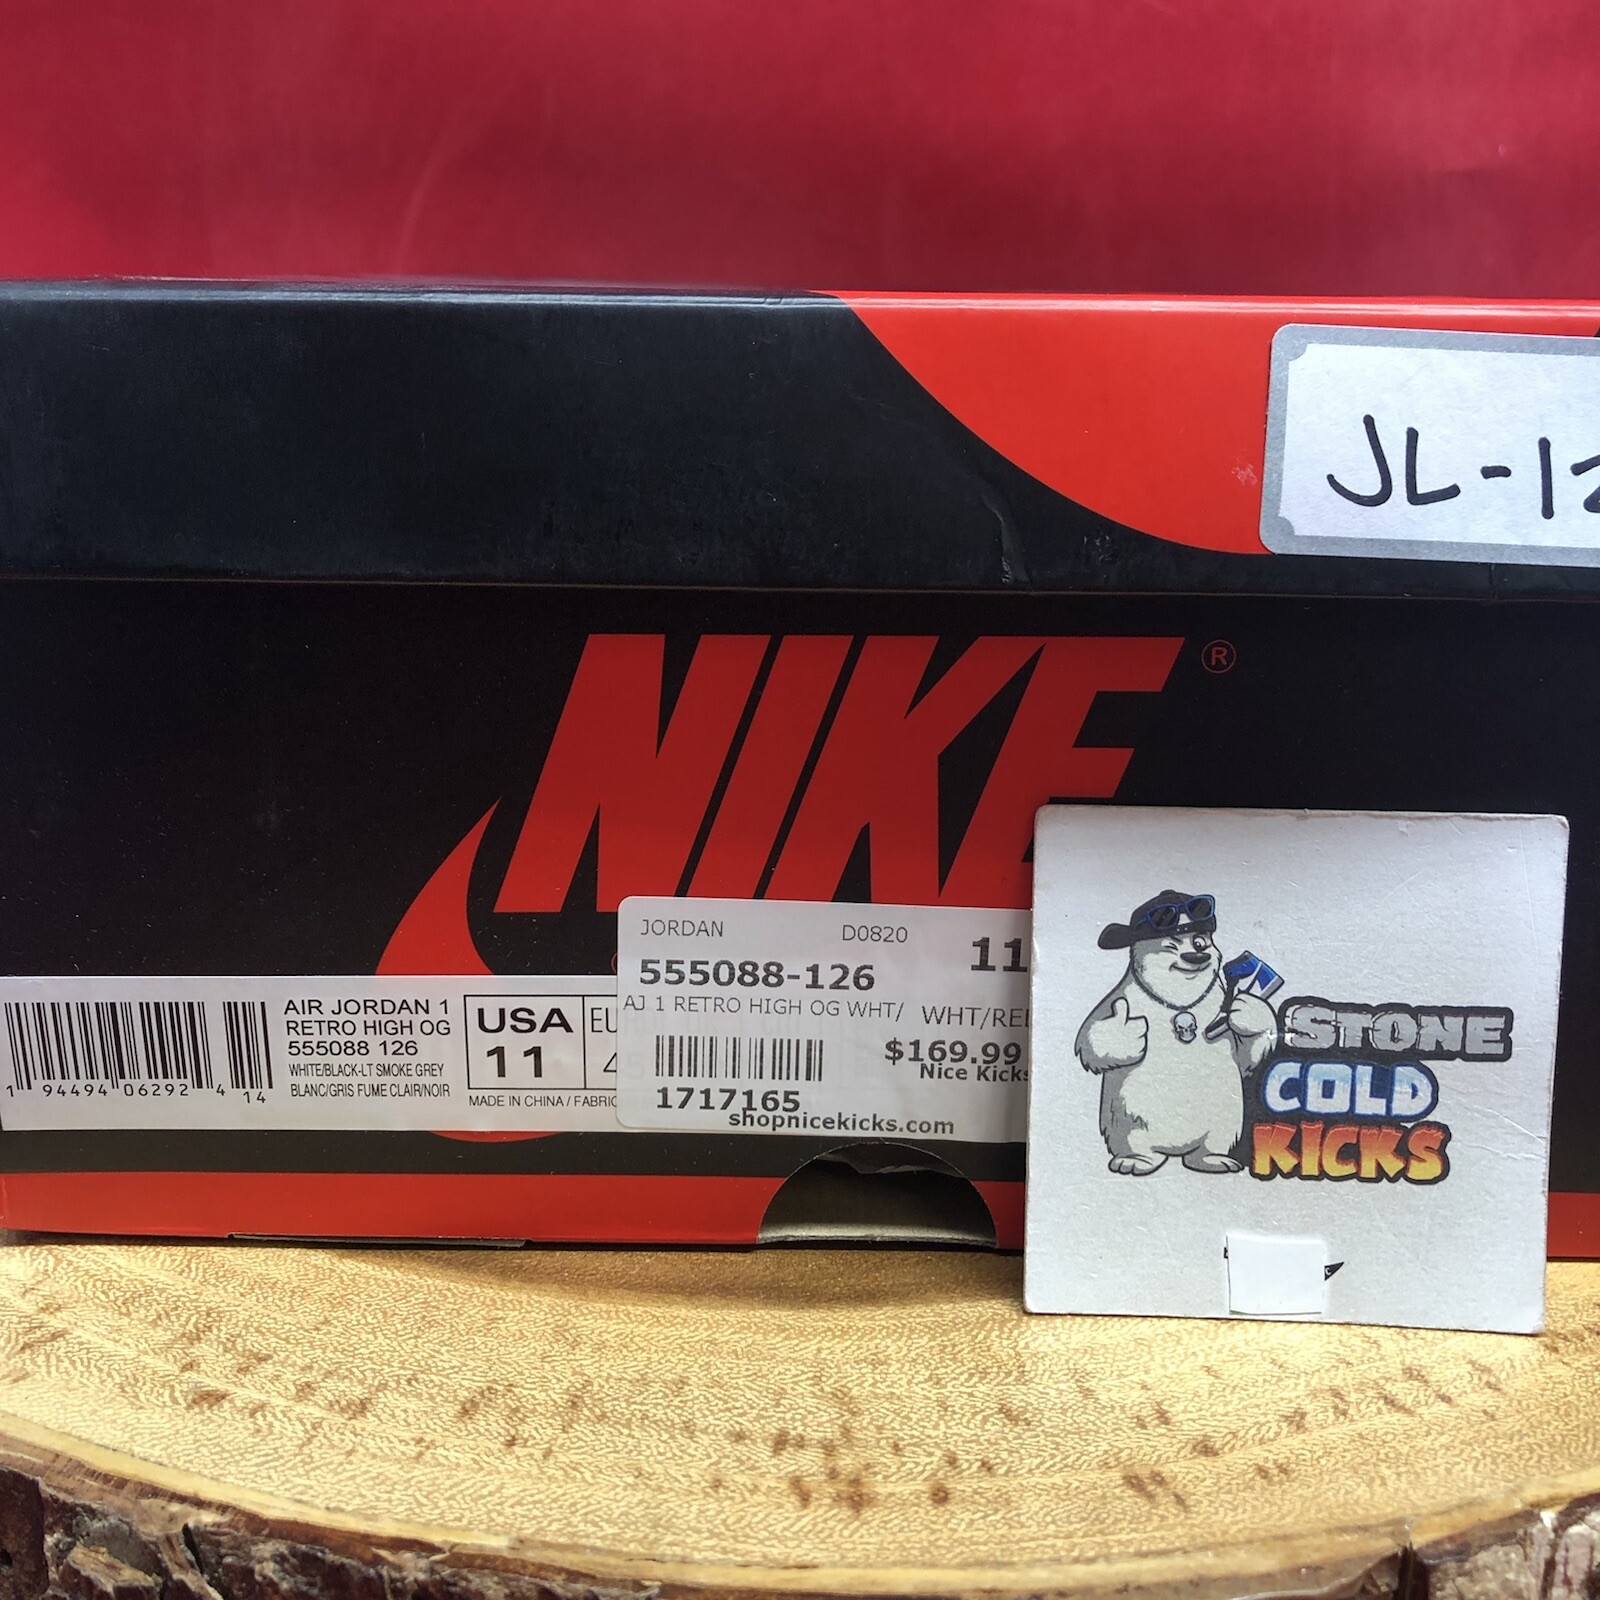 JL-12
NIKE®
JORDAN D0820
555088-126 11
AJ 1 RETRO HIGH OG WHT/ WHT/RE
$169.99
Nice Kicks
1717165
shopnicekicks.com
AIR JORDAN 1
RETRO HIGH OG
555088 126
WHITE/BLACK-LT SMOKE GREY
BLANC/GRIS FUME CLAIR/NOIR
1 94494 06292 4 14
USA EU
11 45
MADE IN CHINA / FABRIC
STONE
COLD
KICKS